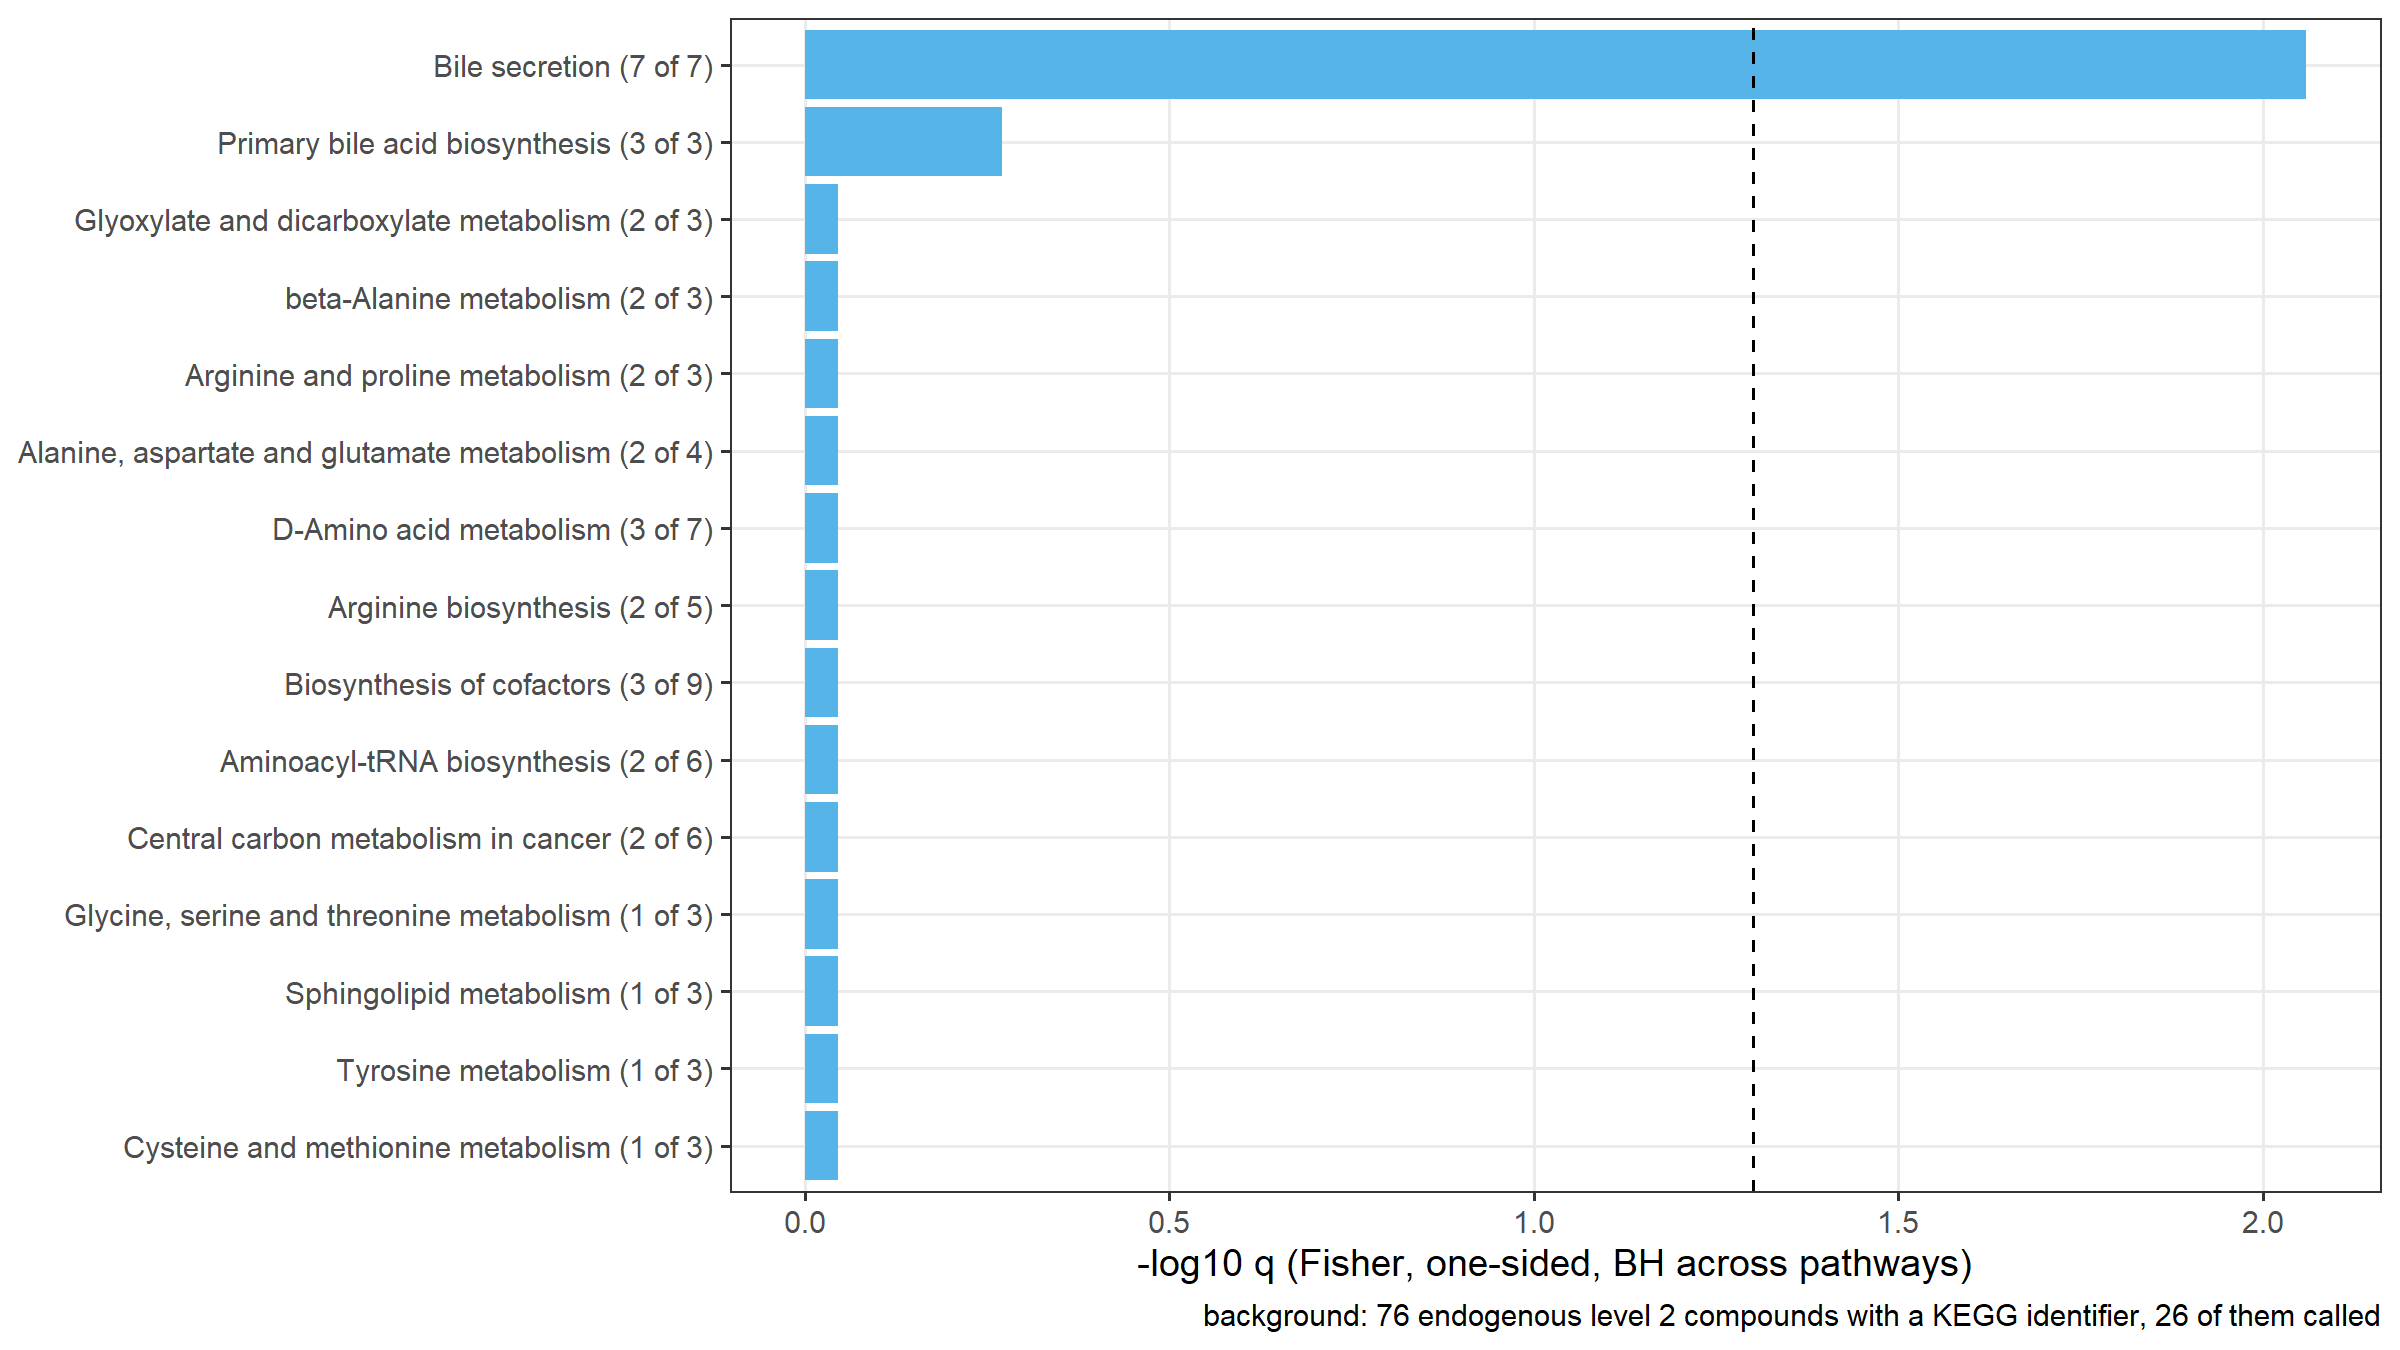 Bile secretion (7 of 7)
Primary bile acid biosynthesis (3 of 3)
Glyoxylate and dicarboxylate metabolism (2 of 3)
beta-Alanine metabolism (2 of 3)
Arginine and proline metabolism (2 of 3)
Alanine, aspartate and glutamate metabolism (2 of 4)
D-Amino acid metabolism (3 of 7)
Arginine biosynthesis (2 of 5)
Biosynthesis of cofactors (3 of 9)
Aminoacyl-tRNA biosynthesis (2 of 6)
Central carbon metabolism in cancer (2 of 6)
Glycine, serine and threonine metabolism (1 of 3)
Sphingolipid metabolism (1 of 3)
Tyrosine metabolism (1 of 3)
Cysteine and methionine metabolism (1 of 3)
0.0 0.5 1.0 1.5 2.0
-log10 q (Fisher, one-sided, BH across pathways)
background: 76 endogenous level 2 compounds with a KEGG identifier, 26 of them called